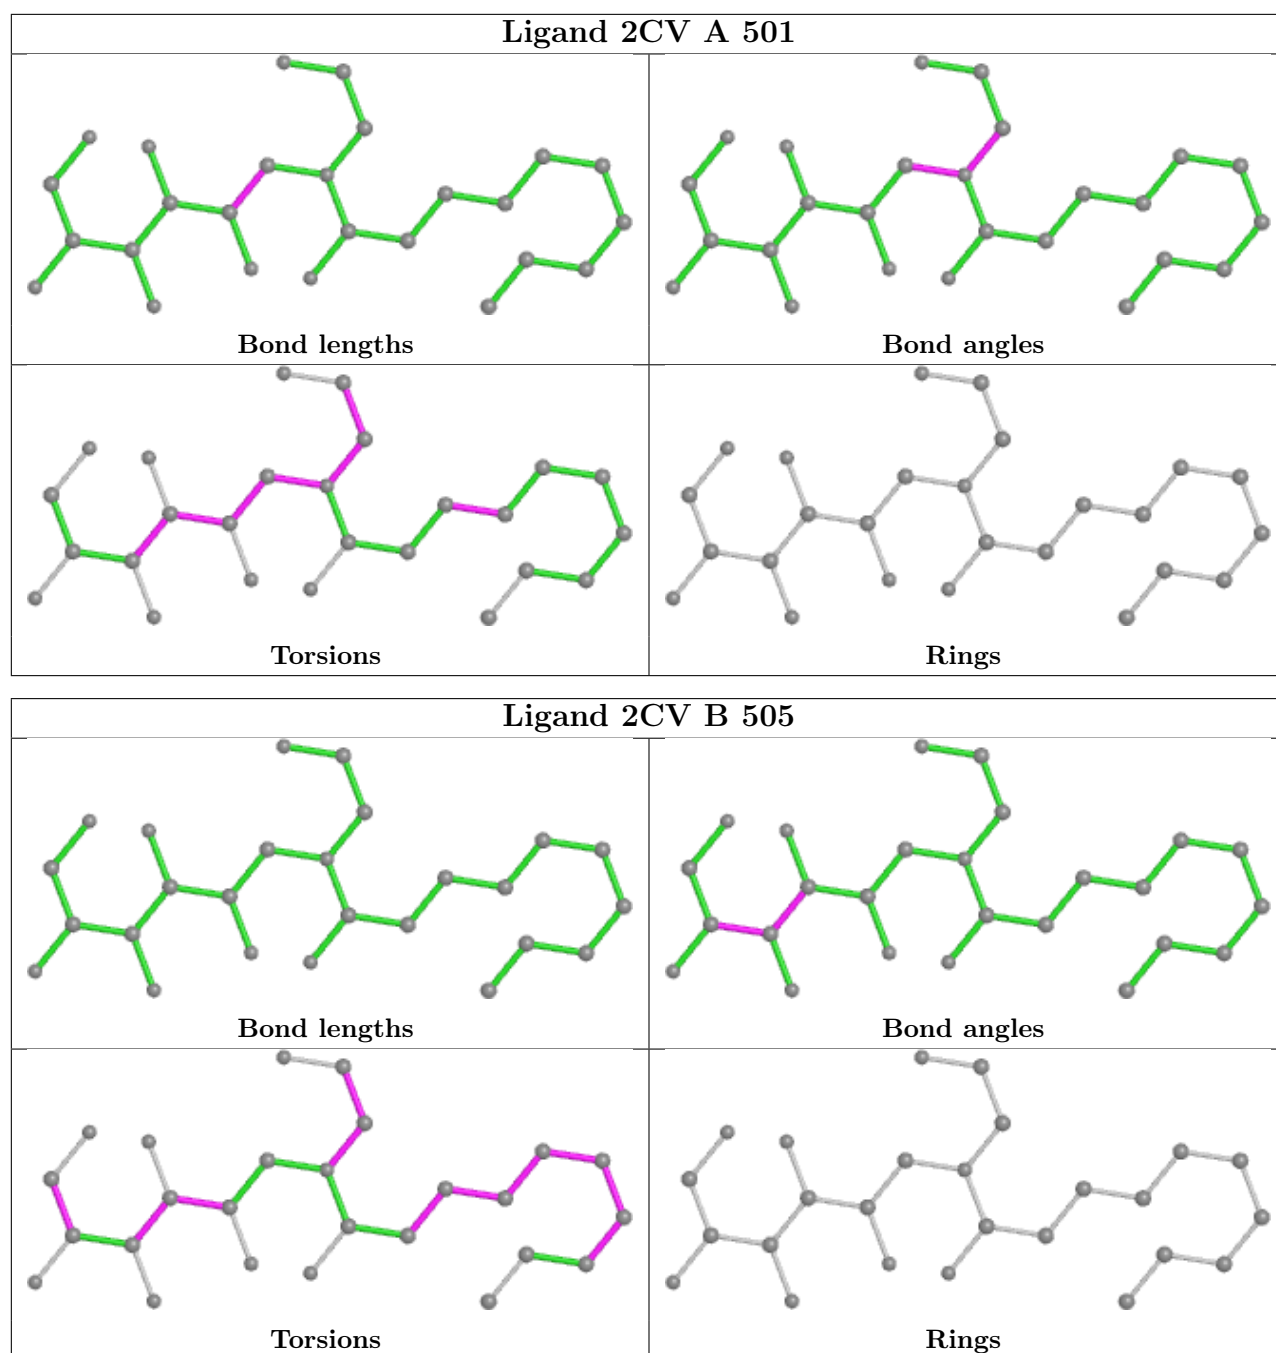 Ligand 2CV A 501
Bond lengths
Bond angles
Torsions
Rings
Ligand 2CV B 505
Bond lengths
Bond angles
Torsions
Rings